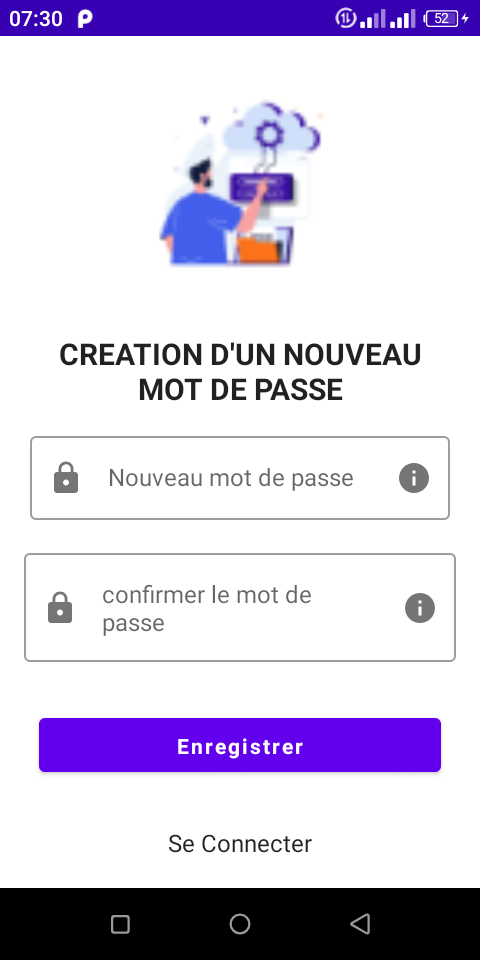 07:30
52
CREATION D'UN NOUVEAU
MOT DE PASSE
Nouveau mot de passe
confirmer le mot de
passe
Enregistrer
Se Connecter